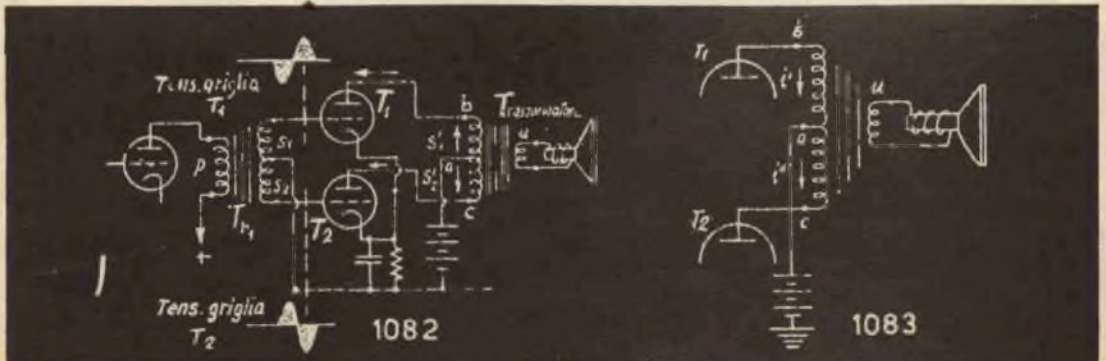 Tens. griglia
T1
p
Tr1
+
S1
S2
T1
T2
b
S'1
a
S'2
c
u
Tens. griglia
T2
1082
T1
T2
b
i'
a
c
u
1083